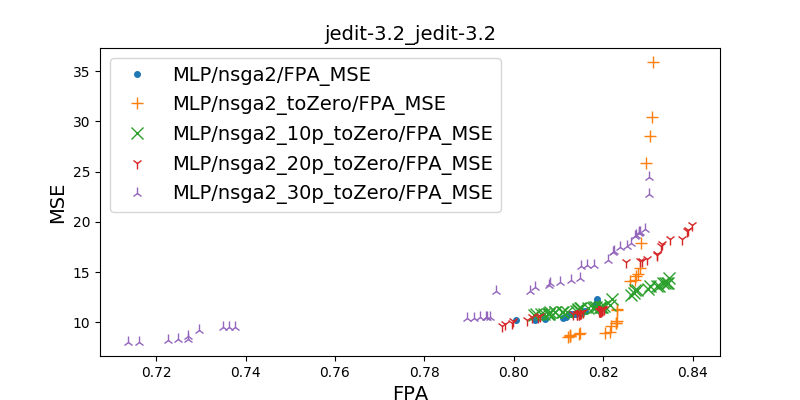 jedit-3.2_jedit-3.2
MLP/nsga2/FPA_MSE
MLP/nsga2_toZero/FPA_MSE
MLP/nsga2_10p_toZero/FPA_MSE
MLP/nsga2_20p_toZero/FPA_MSE
MLP/nsga2_30p_toZero/FPA_MSE
MSE
35
30
25
20
15
10
0.72 0.74 0.76 0.78 0.80 0.82 0.84
FPA